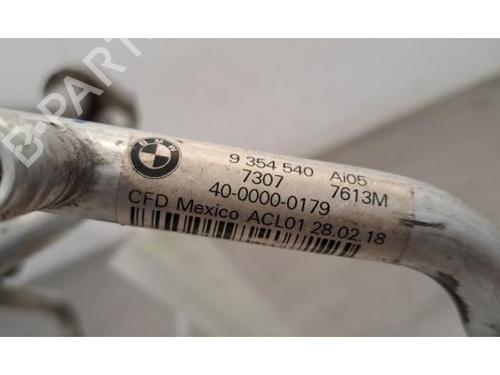 B-PARTS
BMW
9 354 540 Ai05
7307 7613M
40-0000-0179
CFD Mexico ACL01 28.02.18